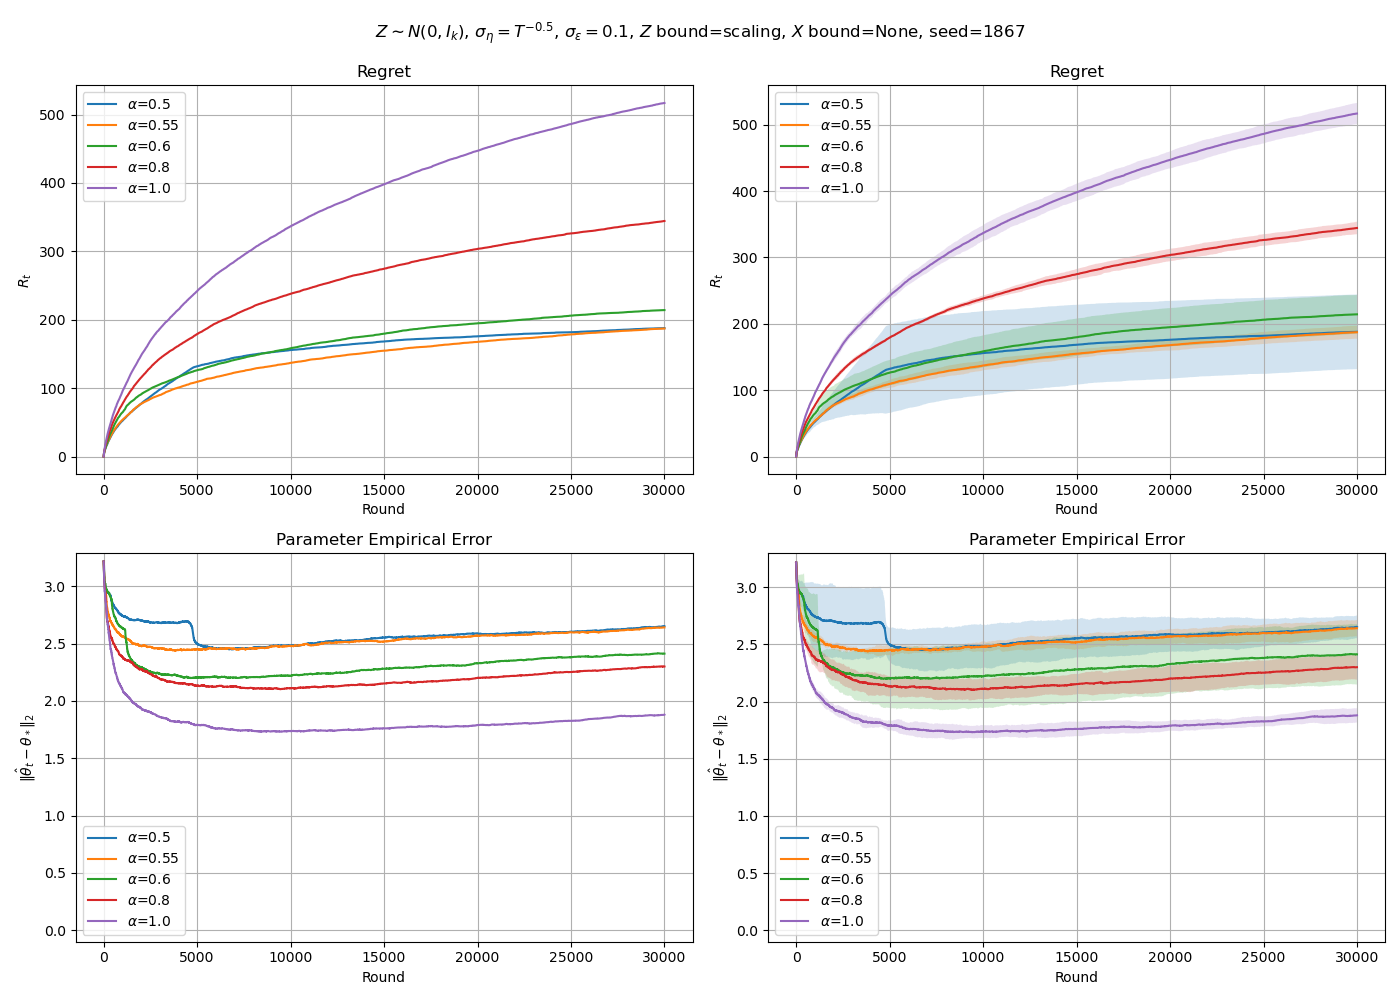 Z ∼ N(0, I_k), σ_η = T^{−0.5}, σ_ε = 0.1, Z bound=scaling, X bound=None, seed=1867
Regret
R_t
500
400
300
200
100
0
α=0.5
α=0.55
α=0.6
α=0.8
α=1.0
0 5000 10000 15000 20000 25000 30000
Round
Regret
R_t
500
400
300
200
100
0
α=0.5
α=0.55
α=0.6
α=0.8
α=1.0
0 5000 10000 15000 20000 25000 30000
Round
Parameter Empirical Error
‖θ̂_t − θ_*‖_2
3.0
2.5
2.0
1.5
1.0
0.5
0.0
α=0.5
α=0.55
α=0.6
α=0.8
α=1.0
0 5000 10000 15000 20000 25000 30000
Round
Parameter Empirical Error
‖θ̂_t − θ_*‖_2
3.0
2.5
2.0
1.5
1.0
0.5
0.0
α=0.5
α=0.55
α=0.6
α=0.8
α=1.0
0 5000 10000 15000 20000 25000 30000
Round